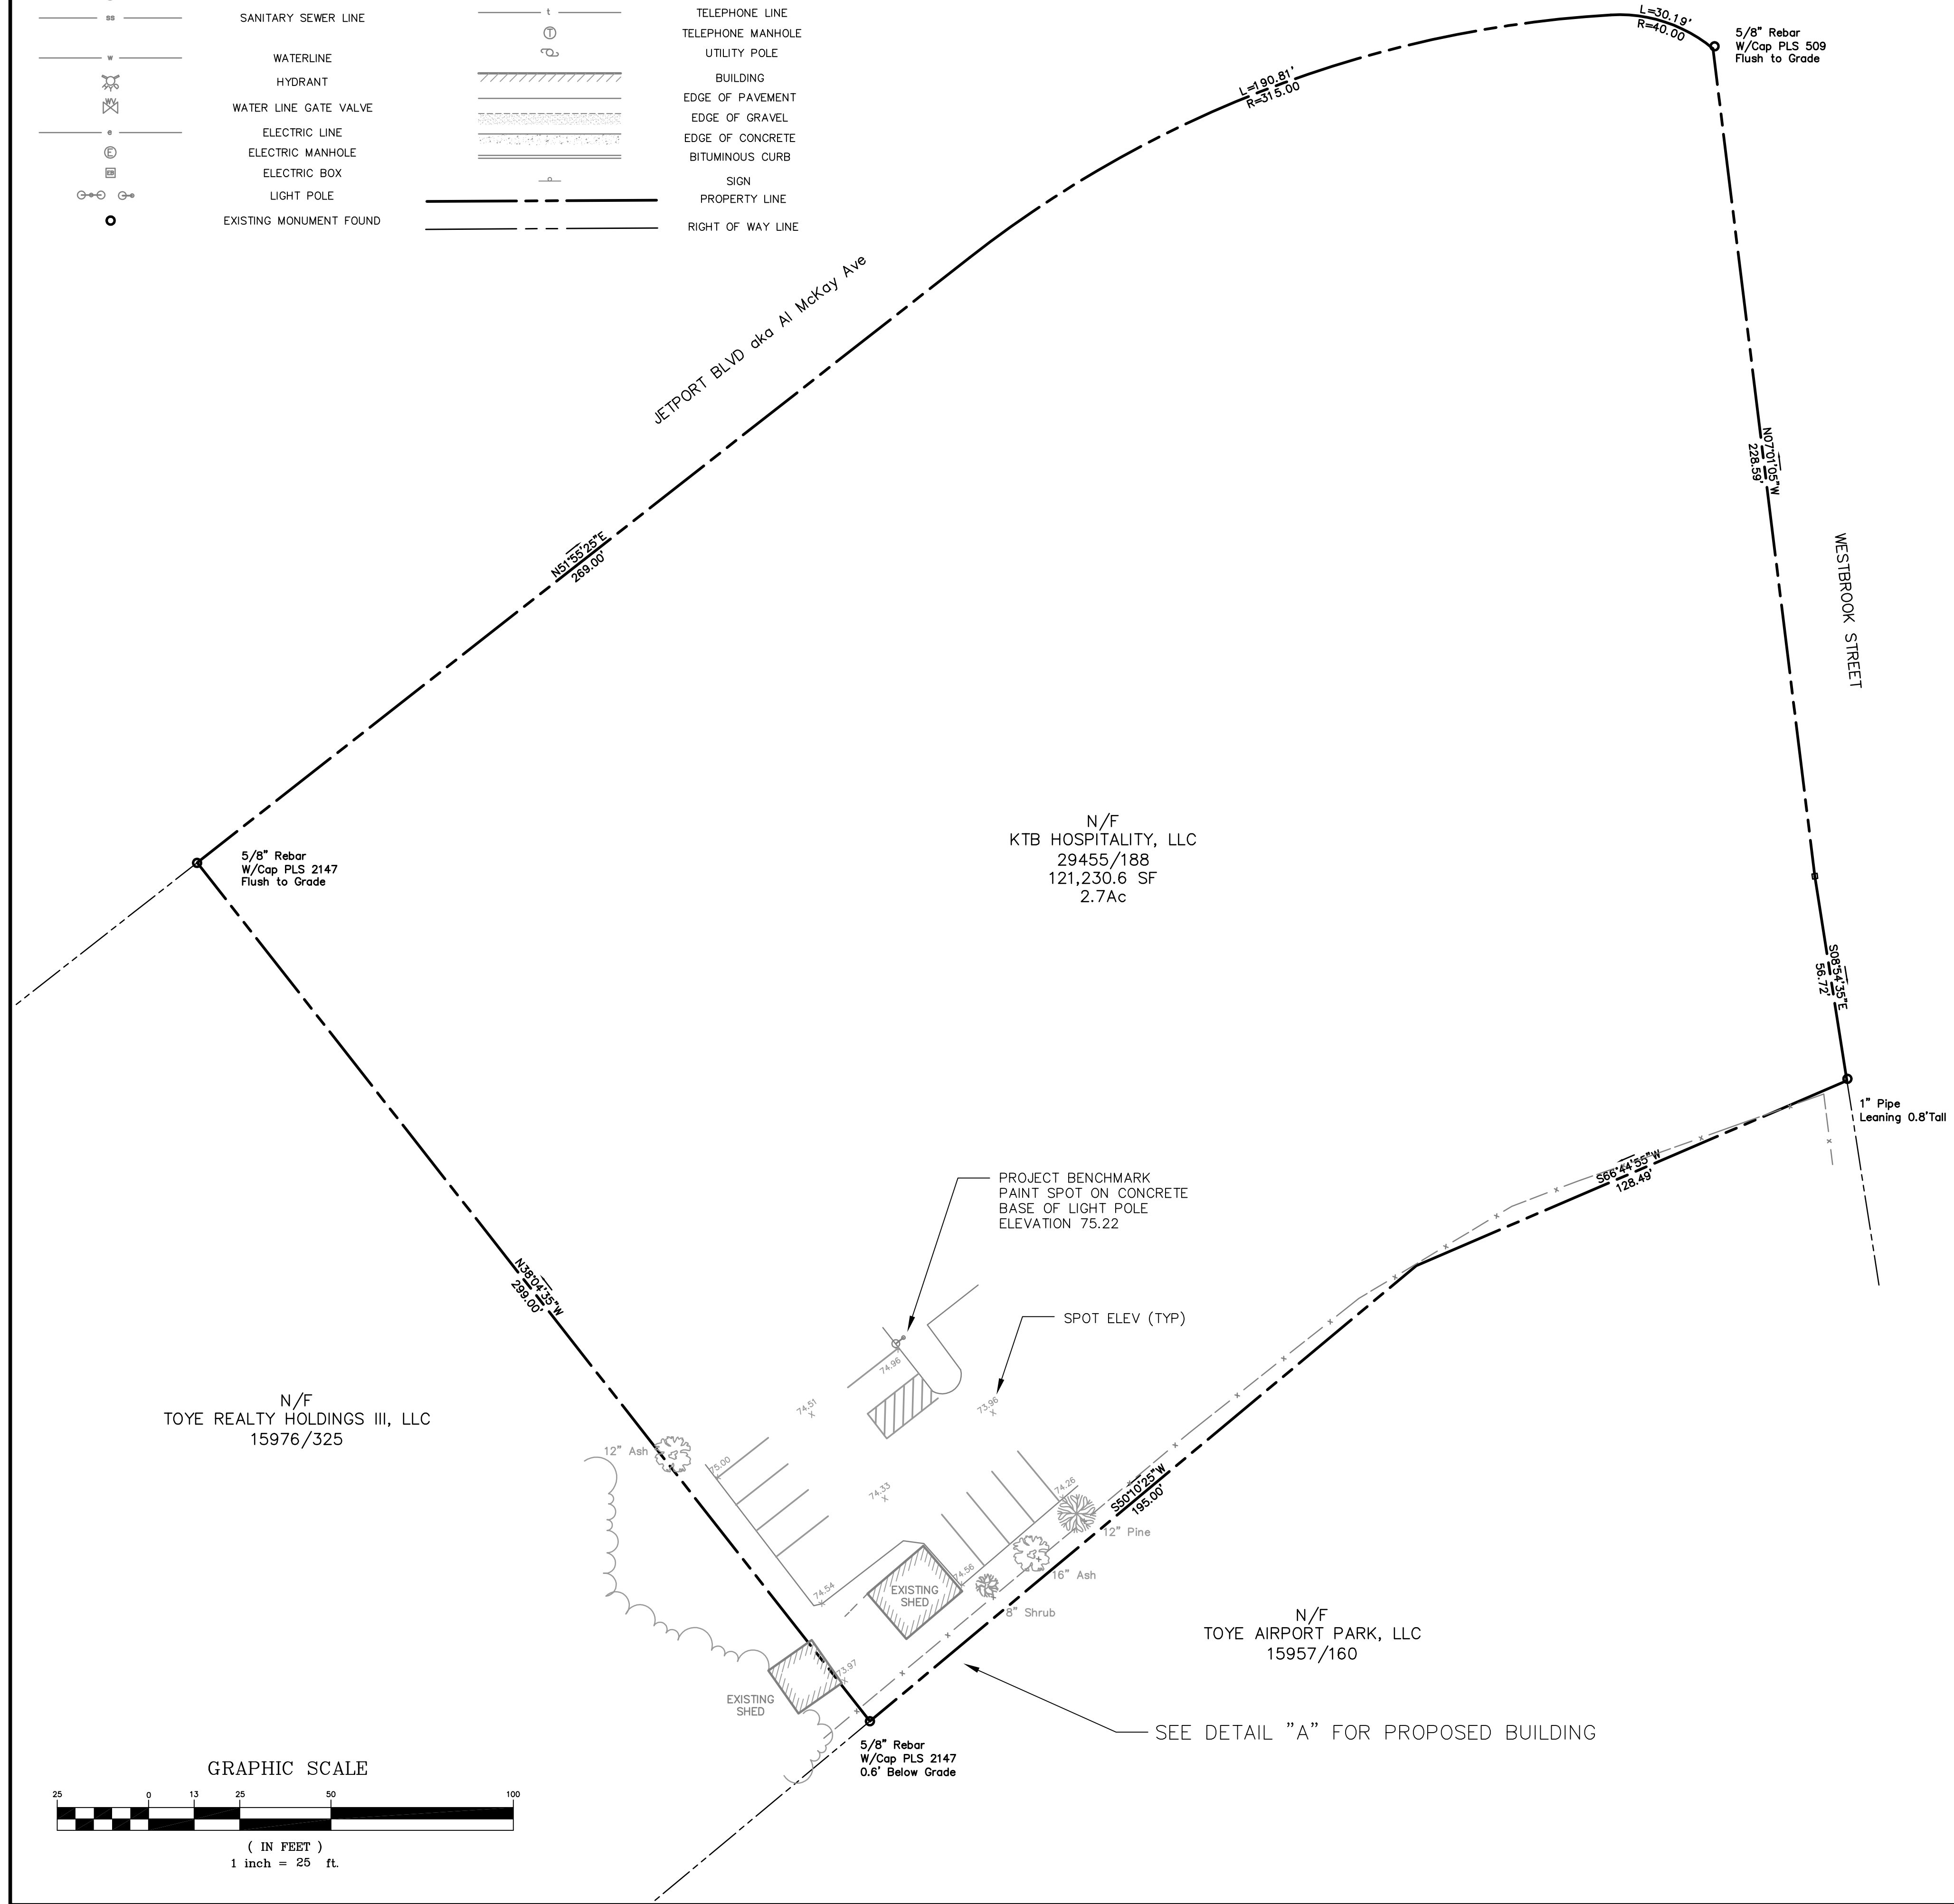 ss
SANITARY SEWER LINE
w
WATERLINE
HYDRANT
WV
WATER LINE GATE VALVE
e
ELECTRIC LINE
E
ELECTRIC MANHOLE
EB
ELECTRIC BOX
LIGHT POLE
EXISTING MONUMENT FOUND
t
TELEPHONE LINE
T
TELEPHONE MANHOLE
UTILITY POLE
BUILDING
EDGE OF PAVEMENT
EDGE OF GRAVEL
EDGE OF CONCRETE
BITUMINOUS CURB
SIGN
PROPERTY LINE
RIGHT OF WAY LINE
L=30.19'
R=40.00
5/8" Rebar
W/Cap PLS 509
Flush to Grade
L=190.81'
R=315.00
JETPORT BLVD aka Al McKay Ave
N07°01'05"W
228.59'
WESTBROOK STREET
N51°55'25"E
269.00'
N/F
KTB HOSPITALITY, LLC
29455/188
121,230.6 SF
2.7Ac
5/8" Rebar
W/Cap PLS 2147
Flush to Grade
S08°54'35"E
56.72'
1" Pipe
Leaning 0.8'Tall
S66°44'55"W
128.49'
PROJECT BENCHMARK
PAINT SPOT ON CONCRETE
BASE OF LIGHT POLE
ELEVATION 75.22
N38°04'35"W
299.00'
SPOT ELEV (TYP)
74.96
74.51
73.96
N/F
TOYE REALTY HOLDINGS III, LLC
15976/325
12" Ash
75.00
74.33
74.26
S50°10'25"W
195.00'
12" Pine
16" Ash
74.56
74.54
EXISTING
SHED
8" Shrub
N/F
TOYE AIRPORT PARK, LLC
15957/160
73.97
EXISTING
SHED
SEE DETAIL "A" FOR PROPOSED BUILDING
5/8" Rebar
W/Cap PLS 2147
0.6' Below Grade
GRAPHIC SCALE
25 0 13 25 50 100
( IN FEET )
1 inch = 25 ft.